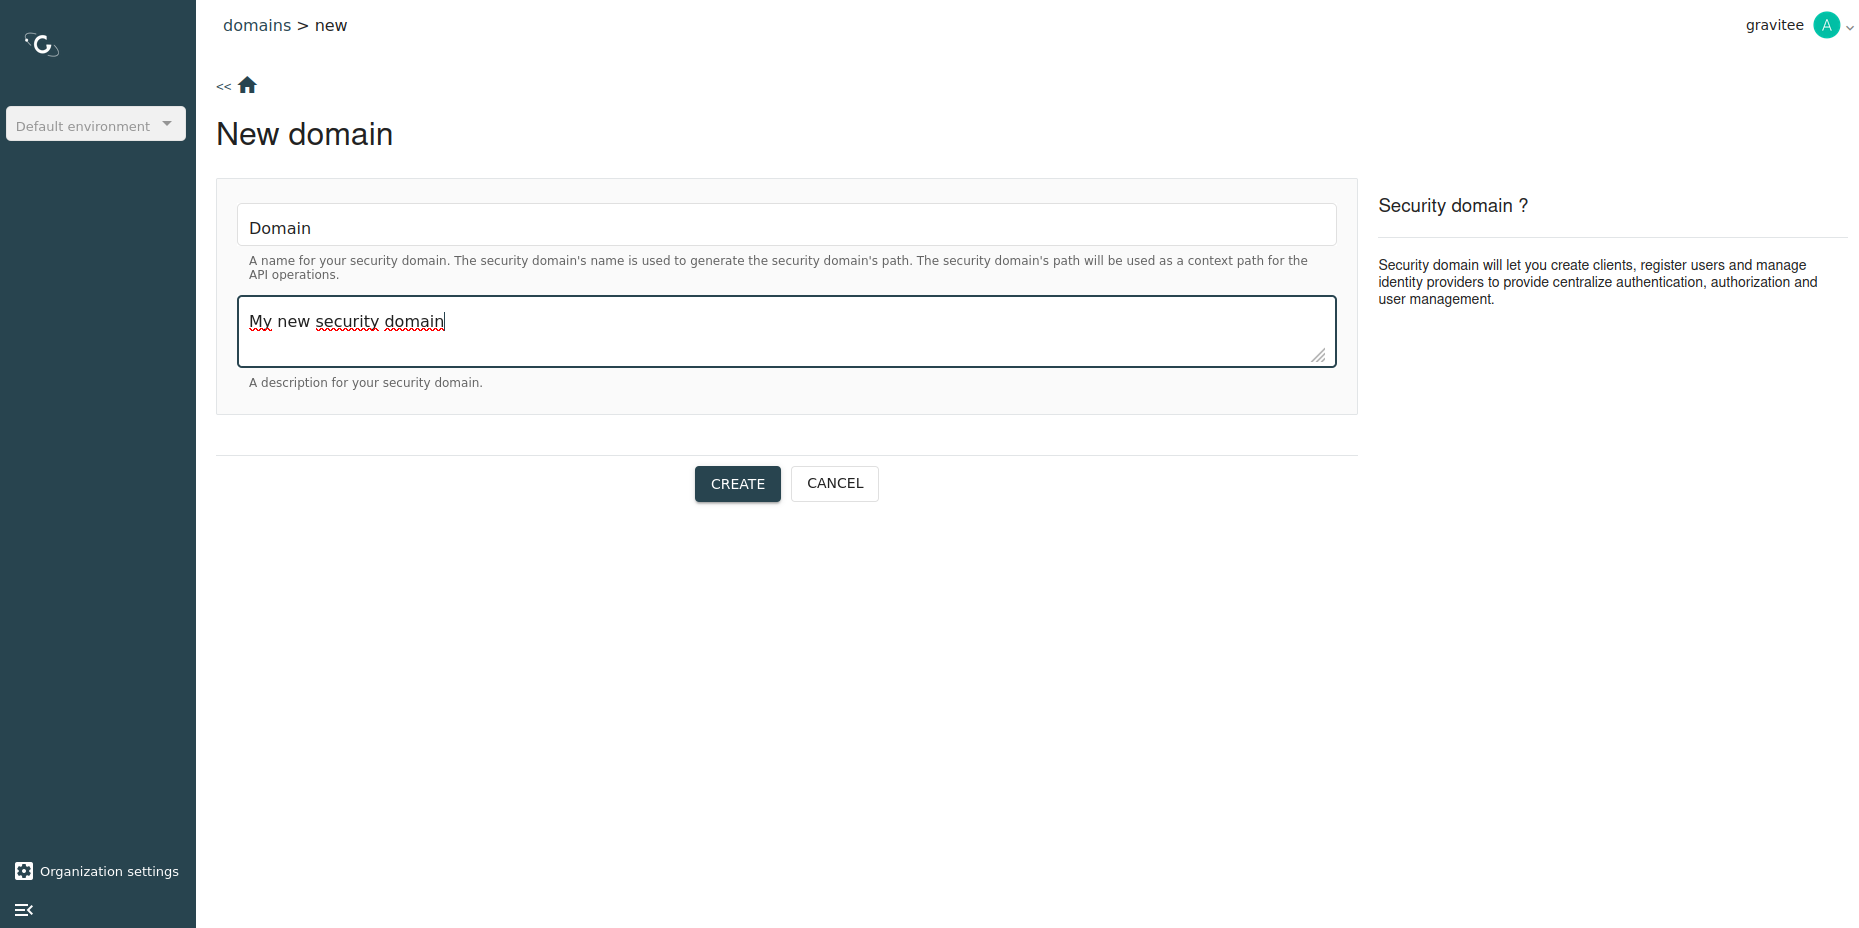 domains > new
gravitee
A
Default environment
<<
New domain
Domain
A name for your security domain. The security domain's name is used to generate the security domain's path. The security domain's path will be used as a context path for the
API operations.
My new security domain
A description for your security domain.
CREATE
CANCEL
Security domain ?
Security domain will let you create clients, register users and manage
identity providers to provide centralize authentication, authorization and
user management.
Organization settings